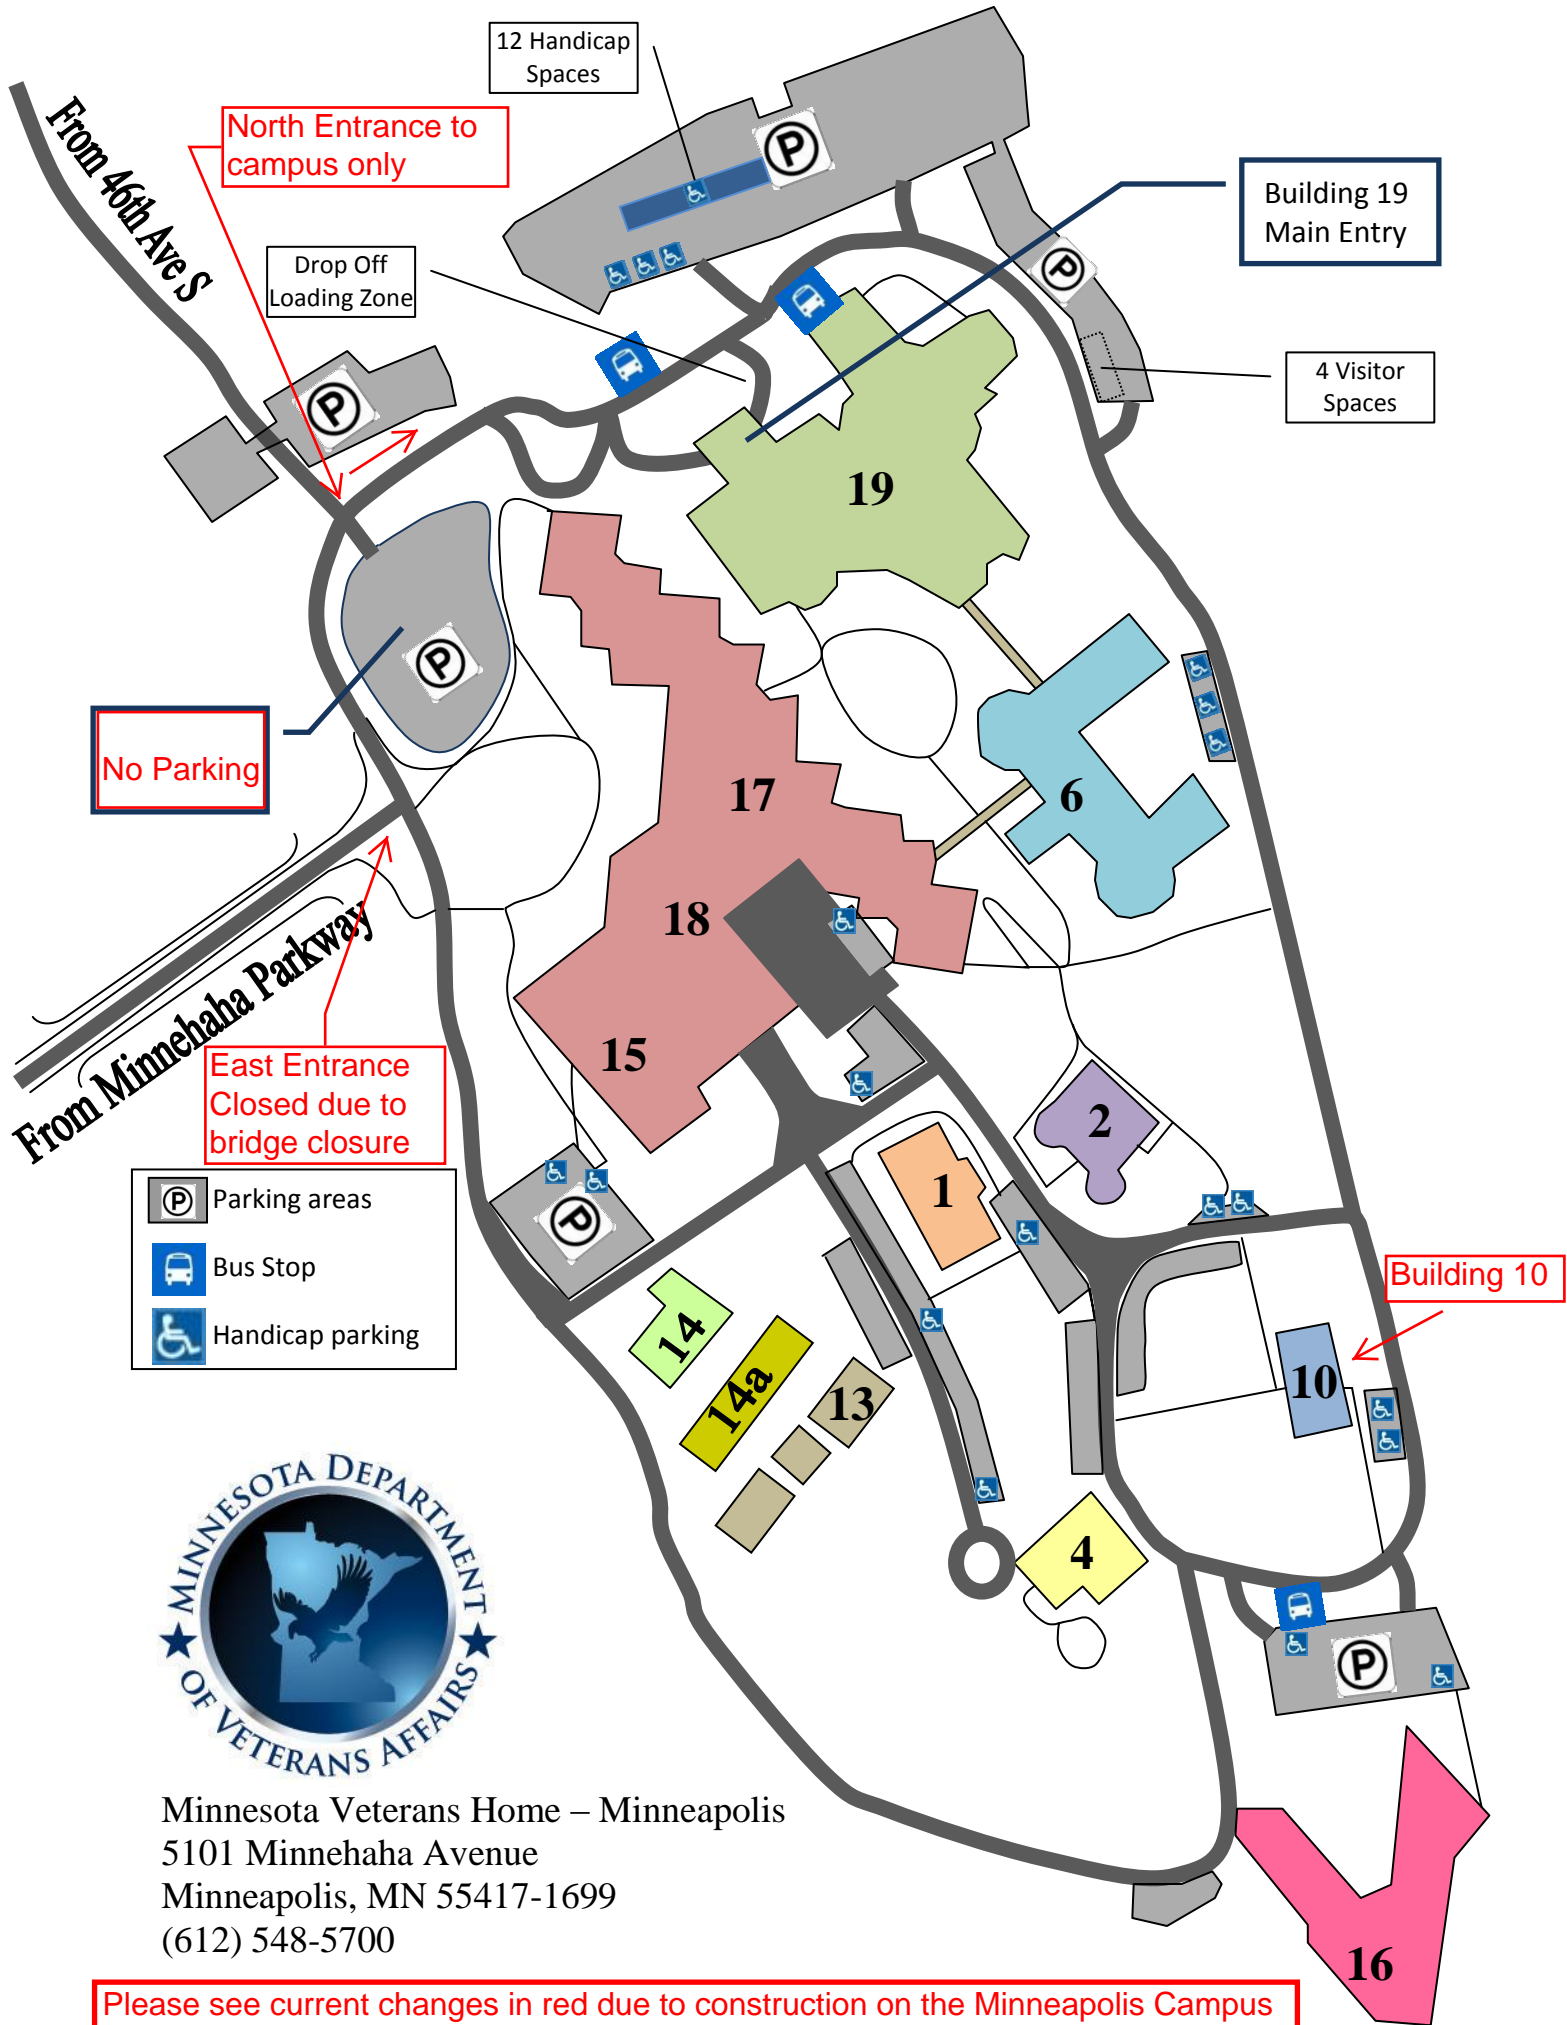 12 Handicap
Spaces
From 46th Ave S
North Entrance to
campus only
P
Building 19
Main Entry
Drop Off
Loading Zone
P
4 Visitor
Spaces
P
19
P
No Parking
17
6
18
From Minnehaha Parkway
15
East Entrance
Closed due to
bridge closure
2
1
P
P Parking areas
Bus Stop
Handicap parking
Building 10
14
14a
13
10
4
P
MINNESOTA DEPARTMENT
OF VETERANS AFFAIRS
Minnesota Veterans Home – Minneapolis
5101 Minnehaha Avenue
Minneapolis, MN 55417-1699
(612) 548-5700
16
Please see current changes in red due to construction on the Minneapolis Campus